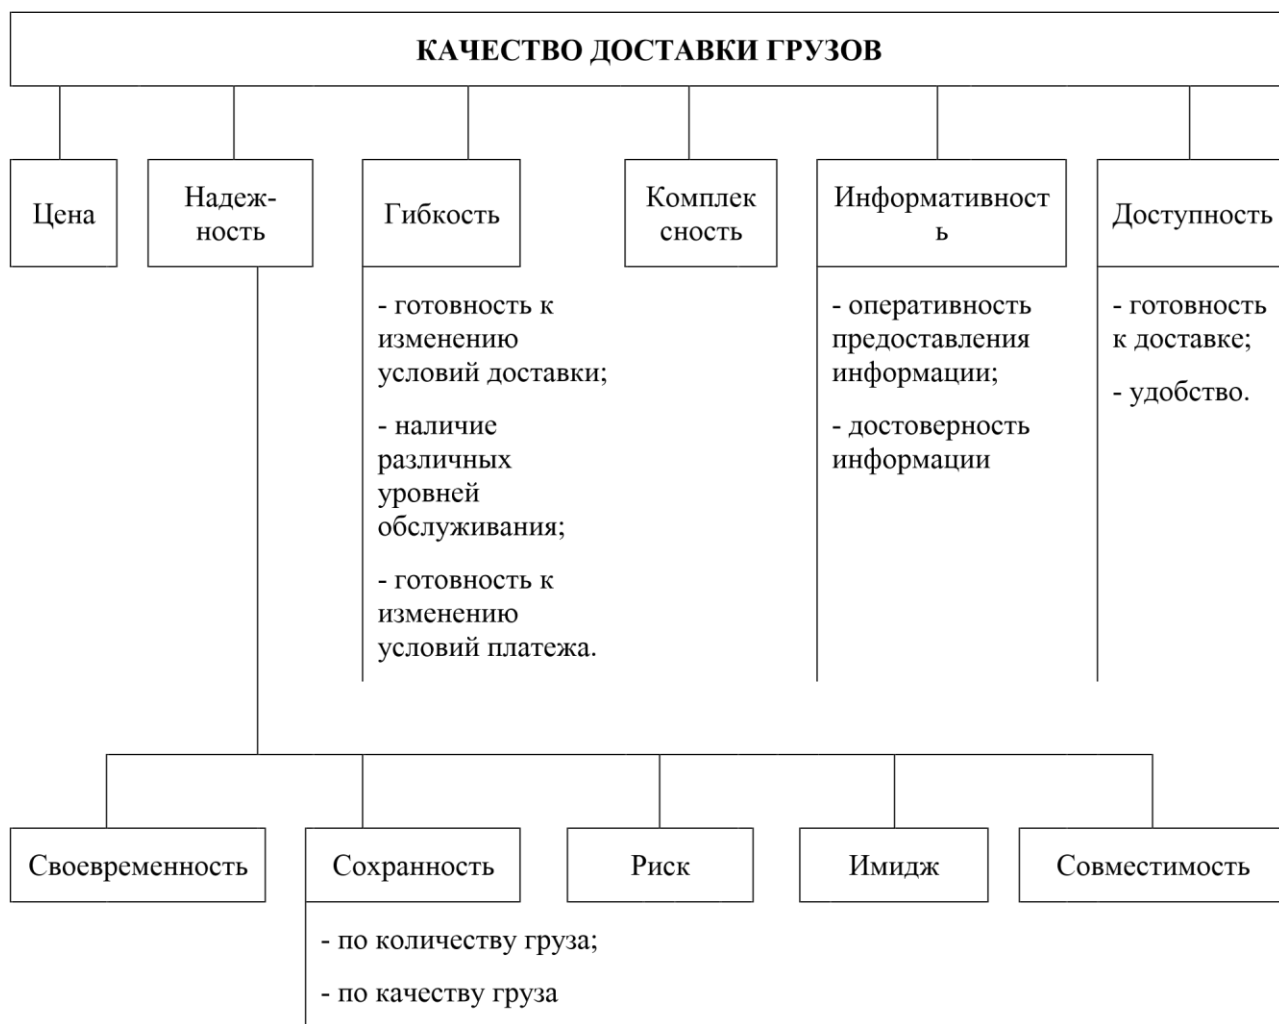 КАЧЕСТВО ДОСТАВКИ ГРУЗОВ
Цена
Надеж-
ность
Гибкость
Комплек
сность
Информативност
ь
Доступность
- готовность к
изменению
условий доставки;
- наличие
различных
уровней
обслуживания;
- готовность к
изменению
условий платежа.
- оперативность
предоставления
информации;
- достоверность
информации
- готовность
к доставке;
- удобство.
Своевременность
Сохранность
Риск
Имидж
Совместимость
- по количеству груза;
- по качеству груза